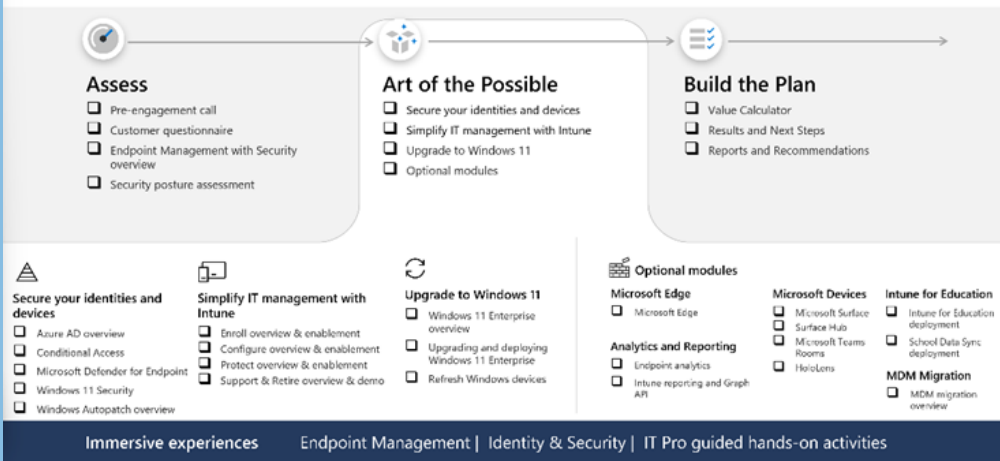 Assess
Pre-engagement call
Customer questionnaire
Endpoint Management with Security
overview
Security posture assessment
Art of the Possible
Secure your identities and devices
Simplify IT management with Intune
Upgrade to Windows 11
Optional modules
Build the Plan
Value Calculator
Results and Next Steps
Reports and Recommendations
Secure your identities and
devices
Azure AD overview
Conditional Access
Microsoft Defender for Endpoint
Windows 11 Security
Windows Autopatch overview
Simplify IT management with
Intune
Enroll overview & enablement
Configure overview & enablement
Protect overview & enablement
Support & Retire overview & demo
Upgrade to Windows 11
Windows 11 Enterprise
overview
Upgrading and deploying
Windows 11 Enterprise
Refresh Windows devices
Optional modules
Microsoft Edge
Microsoft Edge
Analytics and Reporting
Endpoint analytics
Intune reporting and Graph
API
Microsoft Devices
Microsoft Surface
Surface Hub
Microsoft Teams
Rooms
HoloLens
Intune for Education
Intune for Education
deployment
School Data Sync
deployment
MDM Migration
MDM migration
overview
Immersive experiences Endpoint Management | Identity & Security | IT Pro guided hands-on activities